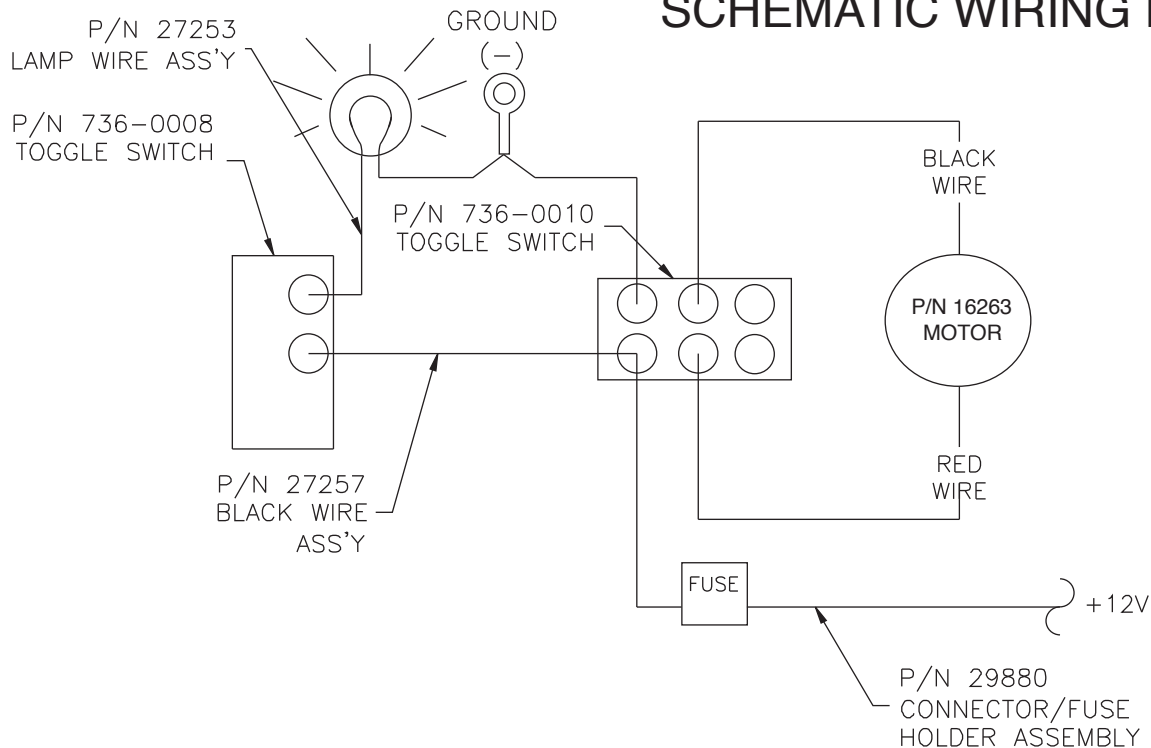 SCHEMATIC WIRING
P/N 27253
LAMP WIRE ASS'Y
GROUND
(-)
P/N 736-0008
TOGGLE SWITCH
P/N 736-0010
TOGGLE SWITCH
BLACK
WIRE
P/N 16263
MOTOR
RED
WIRE
P/N 27257
BLACK WIRE
ASS'Y
FUSE
+12V
P/N 29880
CONNECTOR/FUSE
HOLDER ASSEMBLY